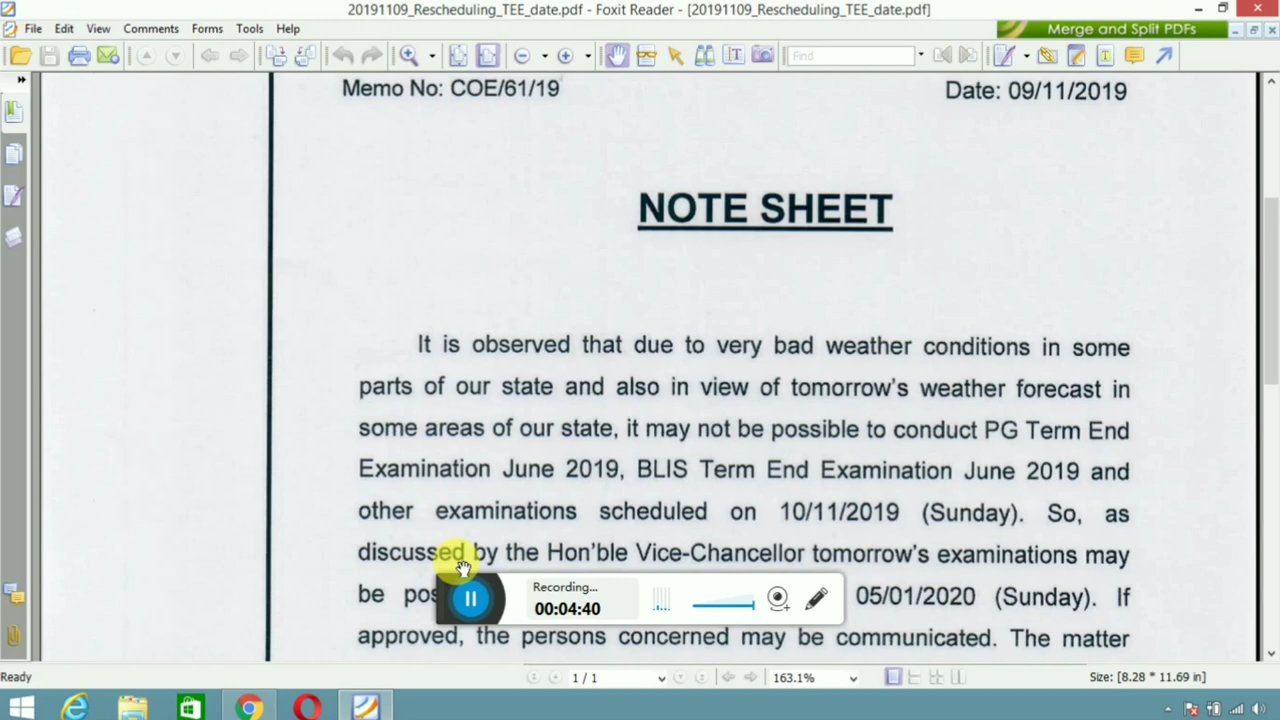 20191109_Rescheduling_TEE_date.pdf - Foxit Reader - [20191109_Rescheduling_TEE_date.pdf]
File Edit View Comments Forms Tools Help
Merge and Split PDFs
Find
Memo No: COE/61/19 Date: 09/11/2019
NOTE SHEET
It is observed that due to very bad weather conditions in some
parts of our state and also in view of tomorrow's weather forecast in
some areas of our state, it may not be possible to conduct PG Term End
Examination June 2019, BLIS Term End Examination June 2019 and
other examinations scheduled on 10/11/2019 (Sunday). So, as
discussed by the Hon'ble Vice-Chancellor tomorrow's examinations may
be pos 05/01/2020 (Sunday). If
Recording...
00:04:40
approved, the persons concerned may be communicated. The matter
Ready 1 / 1 163.1% Size: [8.28 * 11.69 in]